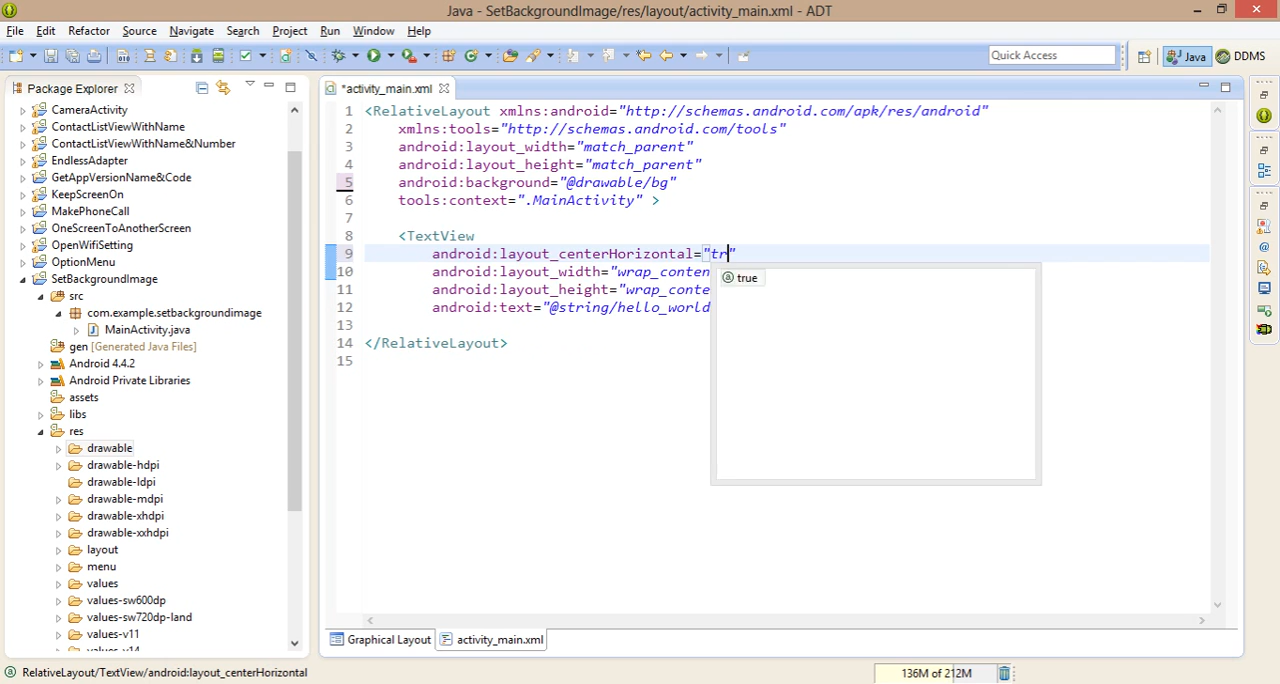 Java - SetBackgroundImage/res/layout/activity_main.xml - ADT
File Edit Refactor Source Navigate Search Project Run Window Help
Quick Access
Java
DDMS
Package Explorer
CameraActivity
ContactListViewWithName
ContactListViewWithName&Number
EndlessAdapter
GetAppVersionName&Code
KeepScreenOn
MakePhoneCall
OneScreenToAnotherScreen
OpenWifiSetting
OptionMenu
SetBackgroundImage
src
com.example.setbackgroundimage
MainActivity.java
gen [Generated Java Files]
Android 4.4.2
Android Private Libraries
assets
libs
res
drawable
drawable-hdpi
drawable-ldpi
drawable-mdpi
drawable-xhdpi
drawable-xxhdpi
layout
menu
values
values-sw600dp
values-sw720dp-land
values-v11
values-v14
*activity_main.xml
1 <RelativeLayout xmlns:android="http://schemas.android.com/apk/res/android"
2 xmlns:tools="http://schemas.android.com/tools"
3 android:layout_width="match_parent"
4 android:layout_height="match_parent"
5 android:background="@drawable/bg"
6 tools:context=".MainActivity" >
7
8 <TextView
9 android:layout_centerHorizontal="tr"
10 android:layout_width="wrap_conten
11 android:layout_height="wrap_conte
12 android:text="@string/hello_world
13
14 </RelativeLayout>
15
true
Graphical Layout
activity_main.xml
RelativeLayout/TextView/android:layout_centerHorizontal
136M of 212M